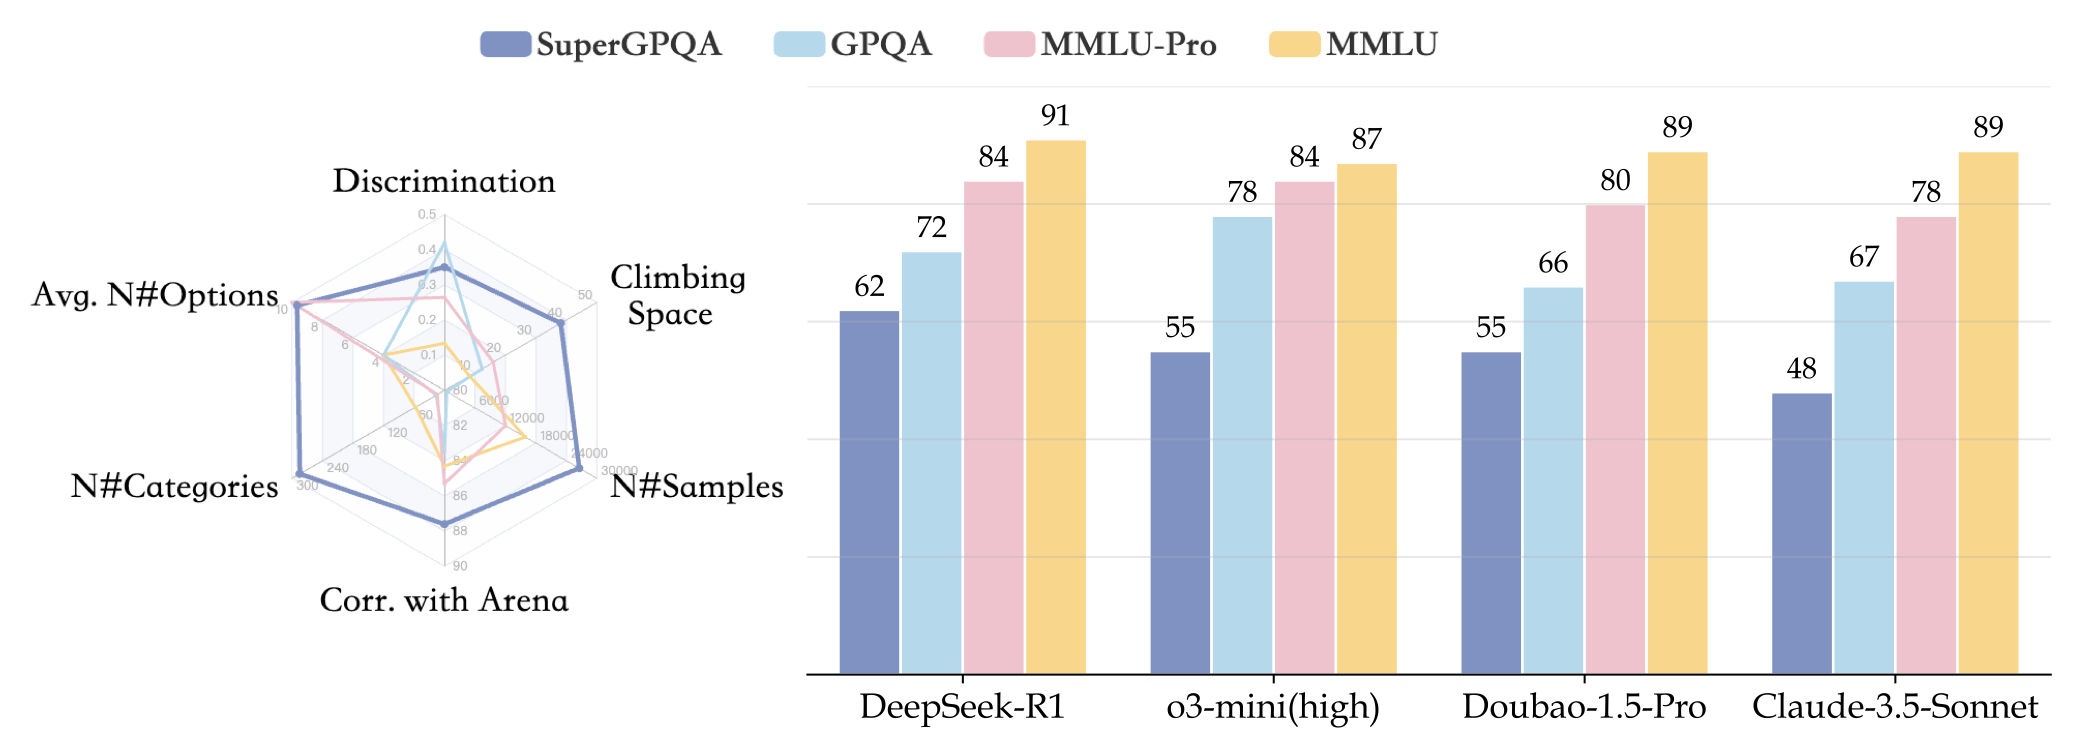 SuperGPQA GPQA MMLU-Pro MMLU
Discrimination
0.5
0.4
0.3
0.2
0.1
Climbing
Space
50
40
30
20
10
N#Samples
6000
12000
18000
24000
30000
Corr. with Arena
80
82
84
86
88
90
N#Categories
120
180
240
300
Avg. N#Options
10
8
6
4
2
62 72 84 91
55 78 84 87
55 66 80 89
48 67 78 89
DeepSeek-R1 o3-mini(high) Doubao-1.5-Pro Claude-3.5-Sonnet